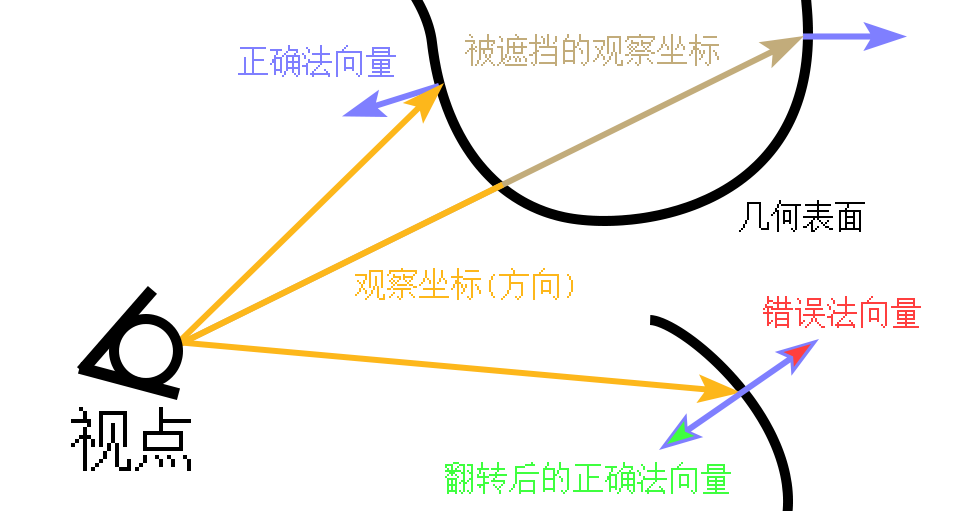 被遮挡的观察坐标
正确法向量
几何表面
观察坐标(方向)
错误法向量
视点
翻转后的正确法向量